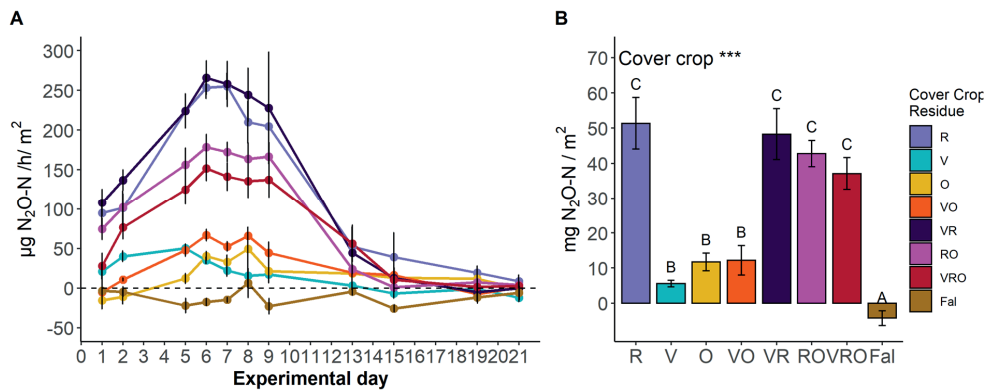 A
µg N₂O-N /h/ m²
300
250
200
150
100
50
0
-50
0 1 2 3 4 5 6 7 8 9 10 11 12 13 14 15 16 17 18 19 20 21
Experimental day
B
mg N₂O-N / m²
70
60
50
40
30
20
10
0
Cover crop ***
C
B
B
B
C
C
C
A
R V O VO VR RO VRO Fal
Cover Crop
Residue
R
V
O
VO
VR
RO
VRO
Fal